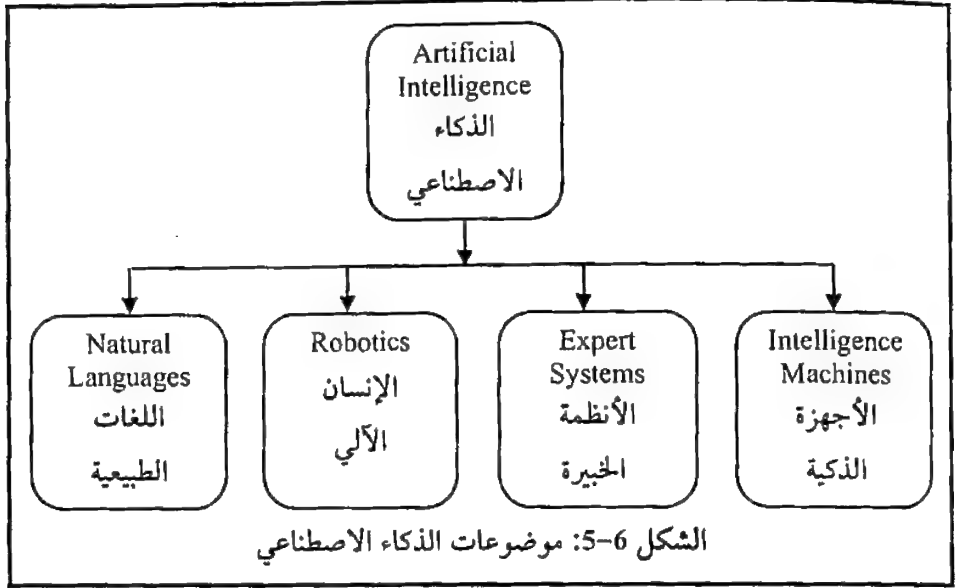 Artificial
Intelligence
الذكاء
الاصطناعي
Natural
Languages
اللغات
الطبيعية
Robotics
الإنسان
الآلي
Expert
Systems
الأنظمة
الخبيرة
Intelligence
Machines
الأجهزة
الذكية
الشكل 6-5: موضوعات الذكاء الاصطناعي